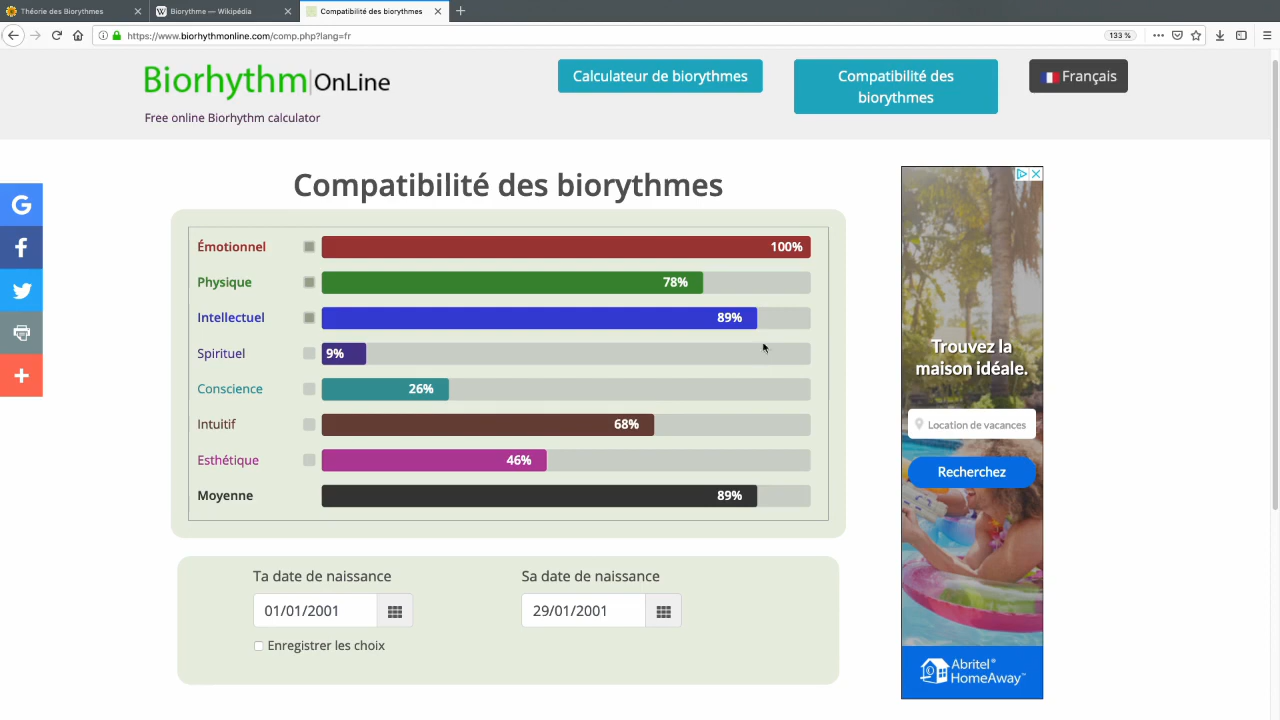 Théorie des Biorythmes
Biorythme — Wikipédia
Compatibilité des biorythmes
https://www.biorhythmonline.com/comp.php?lang=fr
133 %
Biorhythm|OnLine
Free online Biorhythm calculator
Calculateur de biorythmes
Compatibilité des
biorythmes
Français
Compatibilité des biorythmes
Émotionnel 100%
Physique 78%
Intellectuel 89%
Spirituel 9%
Conscience 26%
Intuitif 68%
Esthétique 46%
Moyenne 89%
Ta date de naissance
01/01/2001
Enregistrer les choix
Sa date de naissance
29/01/2001
Trouvez la
maison idéale.
Location de vacances
Recherchez
Abritel®
HomeAway™